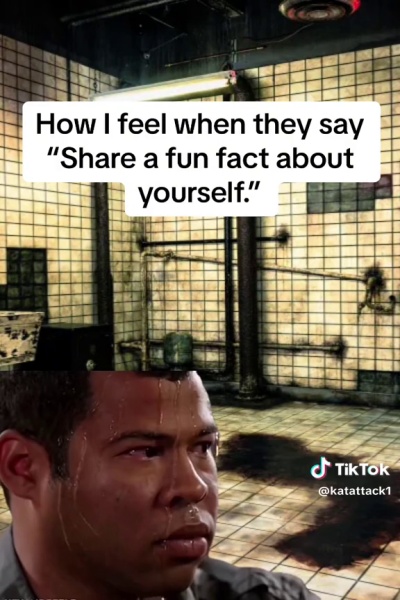 How I feel when they say
“Share a fun fact about
yourself.”
TikTok
@katattack1